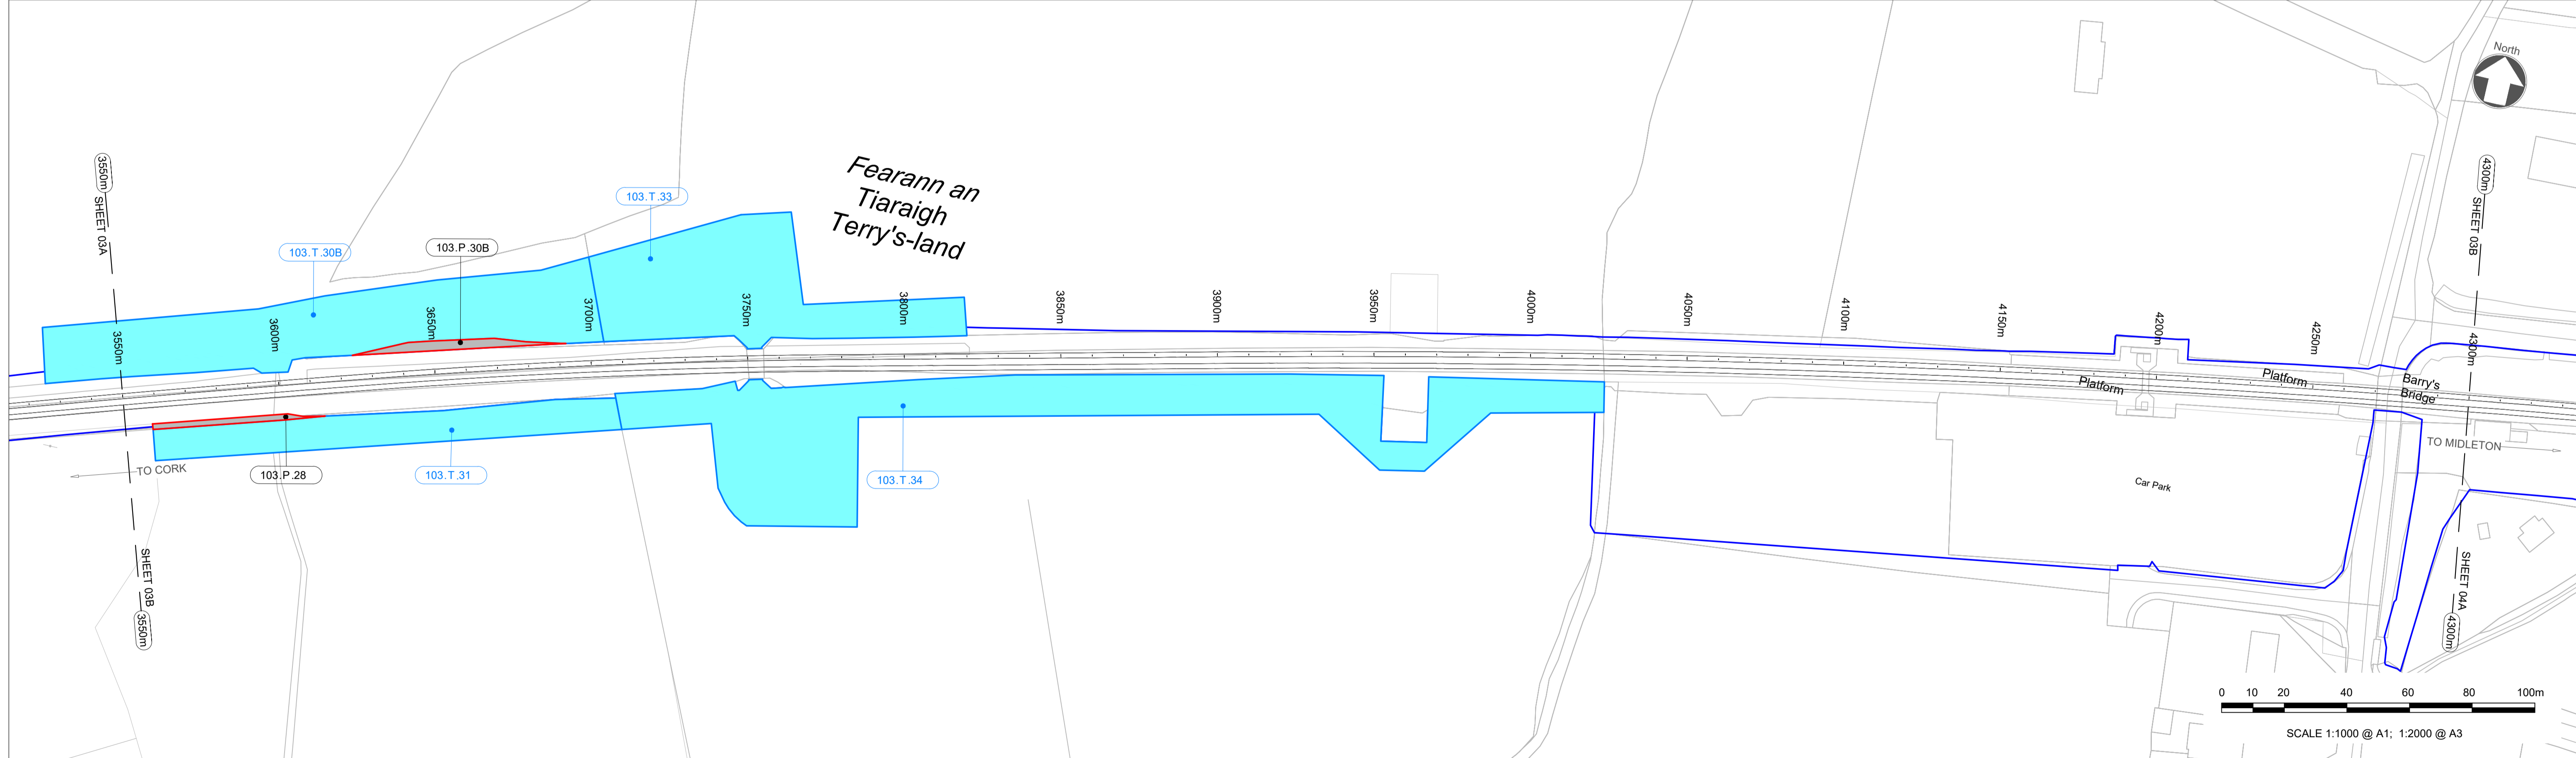 North
3550m
SHEET 03A
103.T.30B
103.P.30B
103.T.33
Fearann an
Tiaraigh
Terry's-land
4300m
SHEET 03B
3550m
3600m
3650m
3700m
3750m
3800m
3850m
3900m
3950m
4000m
4050m
4100m
4150m
4200m
4250m
4300m
Platform
Platform
Barry's
Bridge
TO CORK
103.P.28
103.T.31
103.T.34
TO MIDLETON
Car Park
SHEET 03B
3550m
SHEET 04A
4300m
0 10 20 40 60 80 100m
SCALE 1:1000 @ A1; 1:2000 @ A3